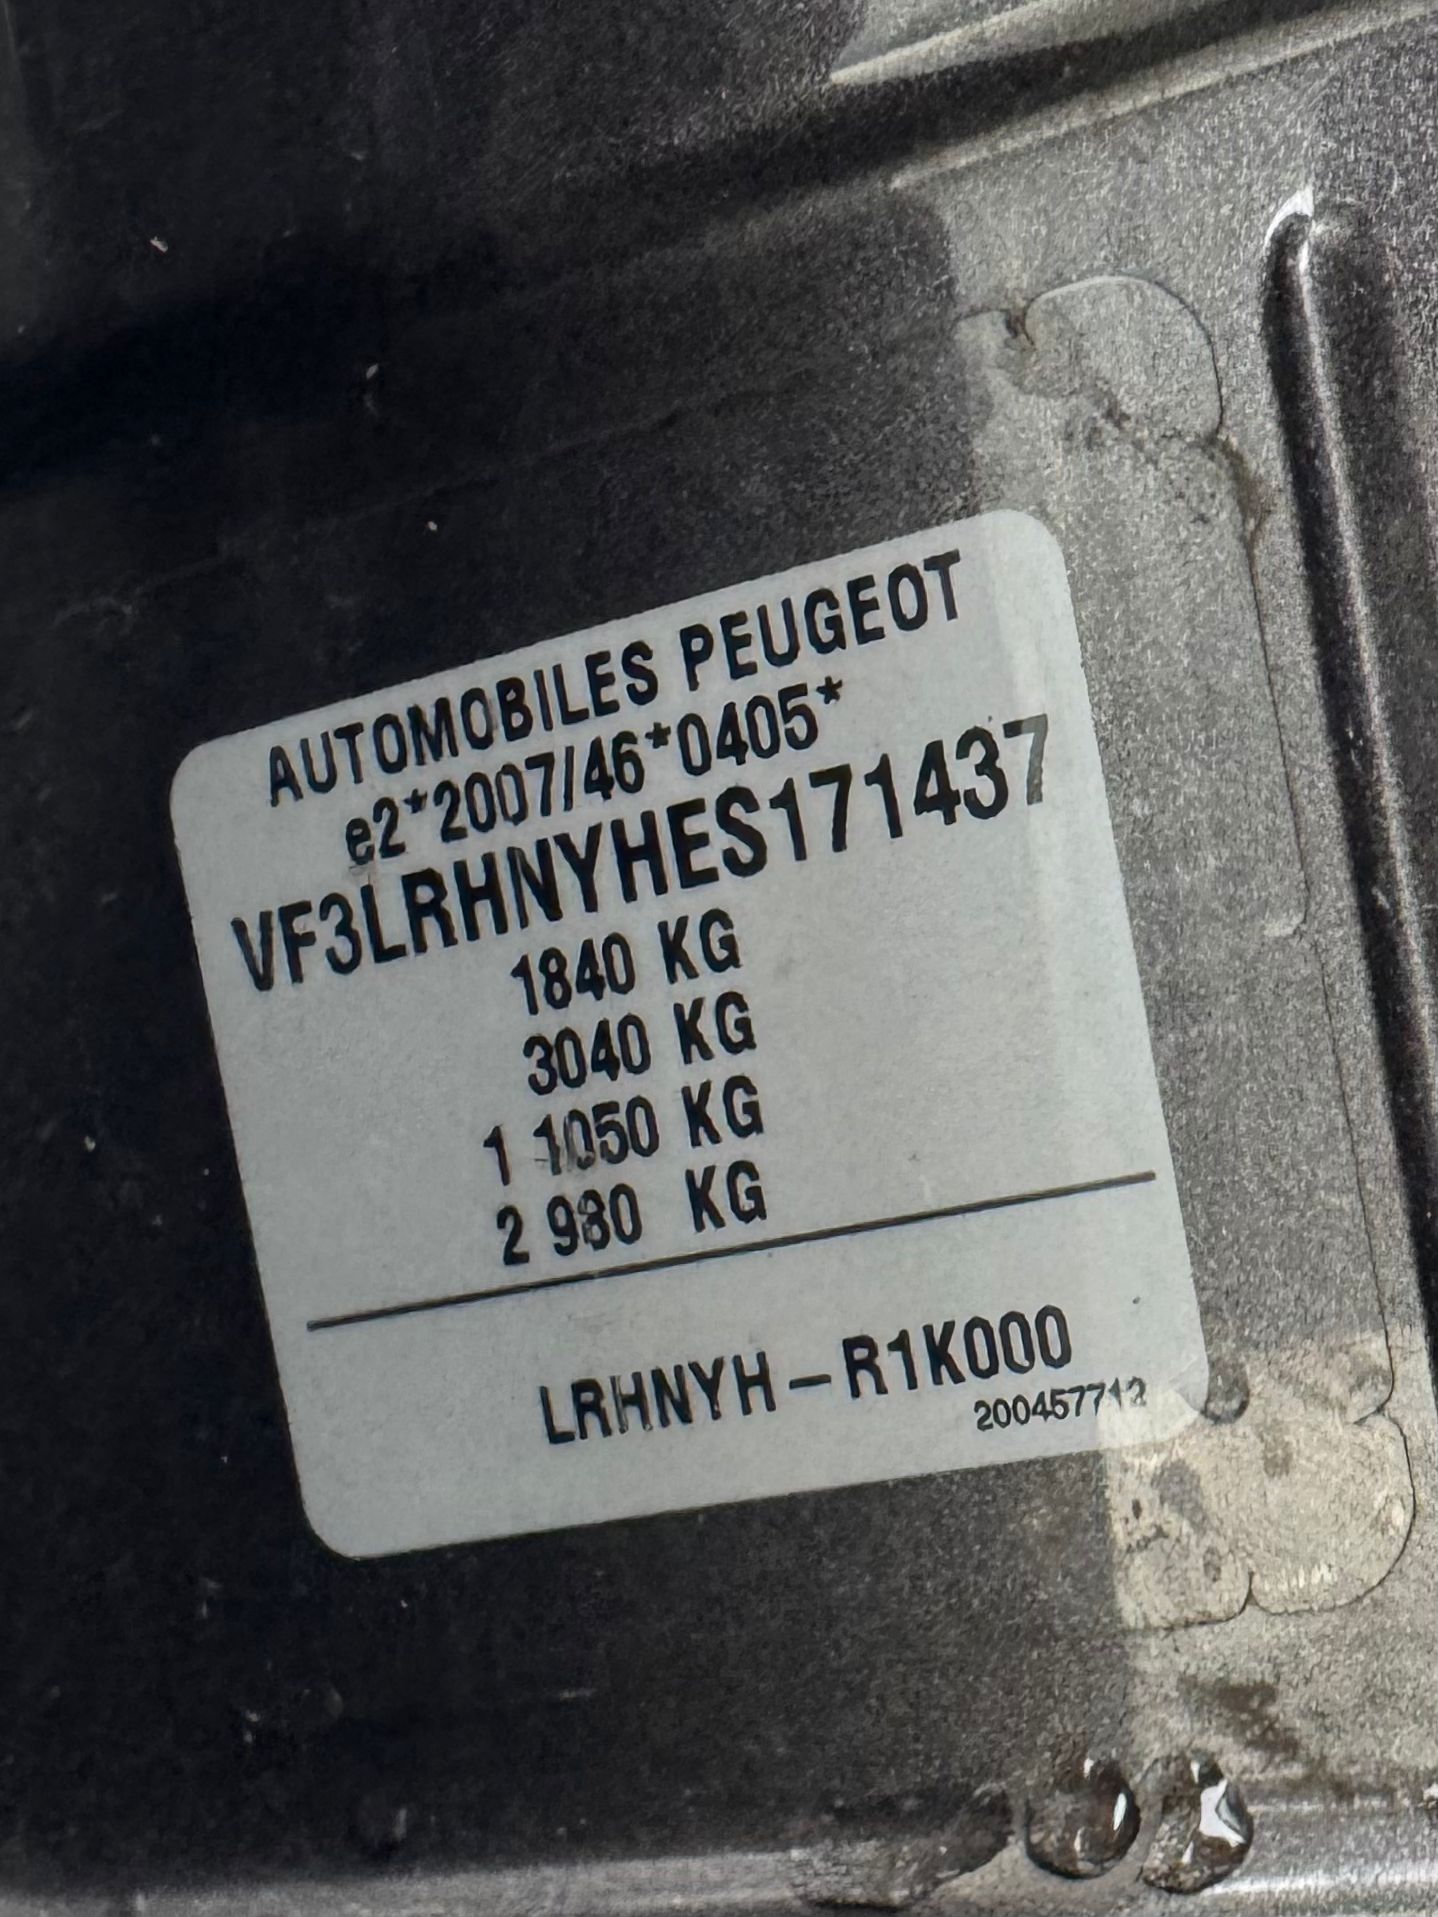 AUTOMOBILES PEUGEOT
e2*2007/46*0405*
VF3LRHNYHES171437
1840 KG
3040 KG
1 1050 KG
2 980 KG
LRHNYH-R1K000
200457712